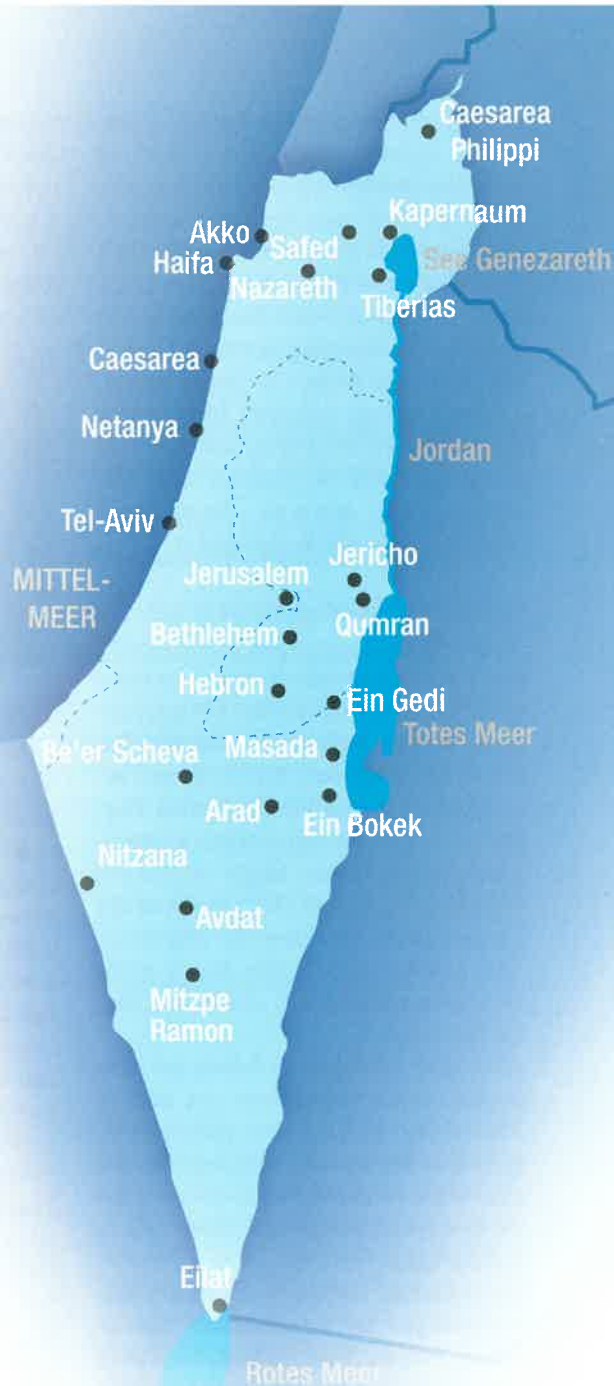 Caesarea
Philippi
Kapernaum
Akko
Safed
Haifa
See Genezareth
Nazareth
Tiberias
Caesarea
Netanya
Jordan
Tel-Aviv
Jericho
Jerusalem
MITTEL-
MEER
Qumran
Bethlehem
Hebron
Ein Gedi
Totes Meer
Be'er Scheva
Masada
Arad
Ein Bokek
Nitzana
Avdat
Mitzpe
Ramon
Eilat
Rotes Meer